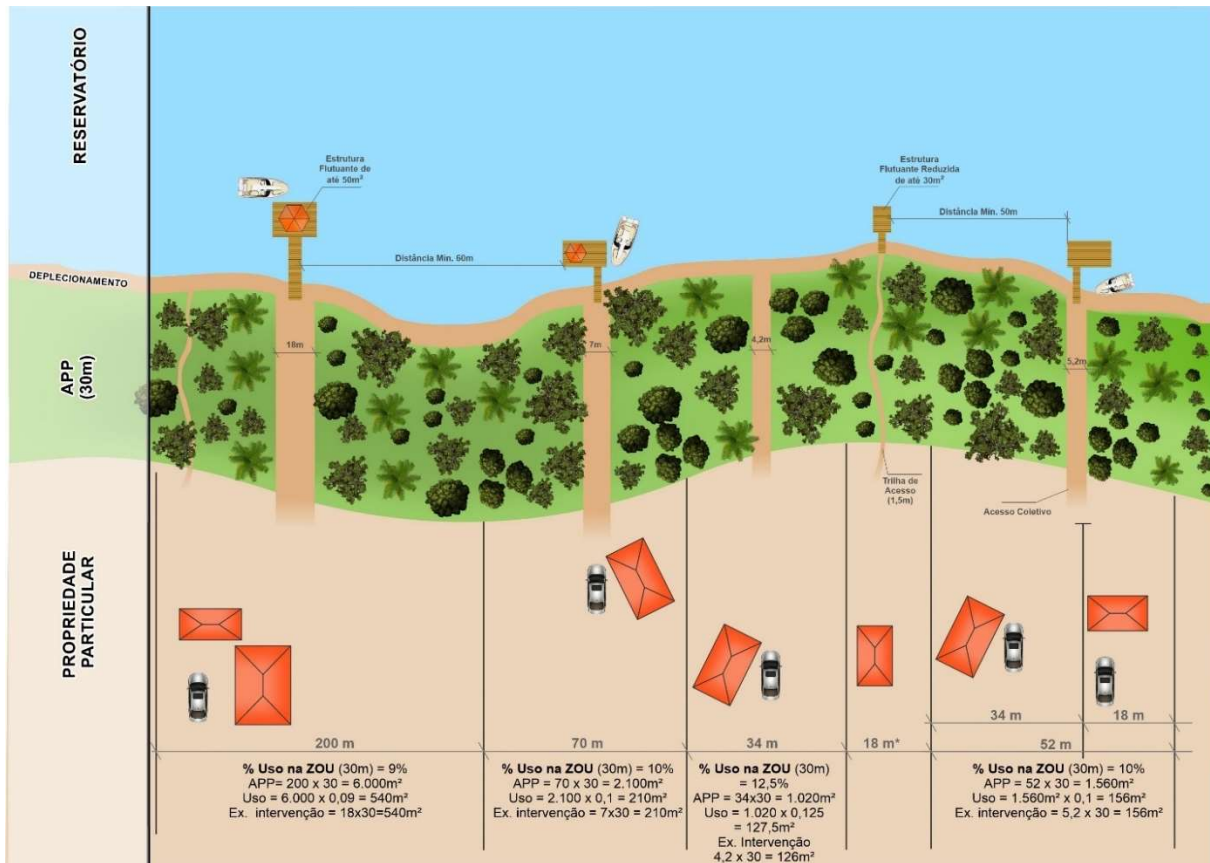 RESERVATÓRIO
Estrutura
Flutuante de
até 50m²
Estrutura
Flutuante Reduzida
de até 30m²
Distância Min. 50m
Distância Min. 60m
DEPLECIONAMENTO
APP
(30m)
18m
7m
4,2m
5,2m
Trilha de
Acesso
(1,5m)
Acesso Coletivo
PROPRIEDADE
PARTICULAR
34 m
18 m
200 m
70 m
34 m
18 m*
52 m
% Uso na ZOU (30m) = 9%
APP= 200 x 30 = 6.000m²
Uso = 6.000 x 0,09 = 540m²
Ex. intervenção = 18x30=540m²
% Uso na ZOU (30m) = 10%
APP = 70 x 30 = 2.100m²
Uso = 2.100 x 0,1 = 210m²
Ex. intervenção = 7x30 = 210m²
% Uso na ZOU (30m)
= 12,5%
APP = 34x30 = 1.020m²
Uso = 1.020 x 0,125
= 127,5m²
Ex. Intervenção
4,2 x 30 = 126m²
% Uso na ZOU (30m) = 10%
APP = 52 x 30 = 1.560m²
Uso = 1.560m² x 0,1 = 156m²
Ex. intervenção = 5,2 x 30 = 156m²